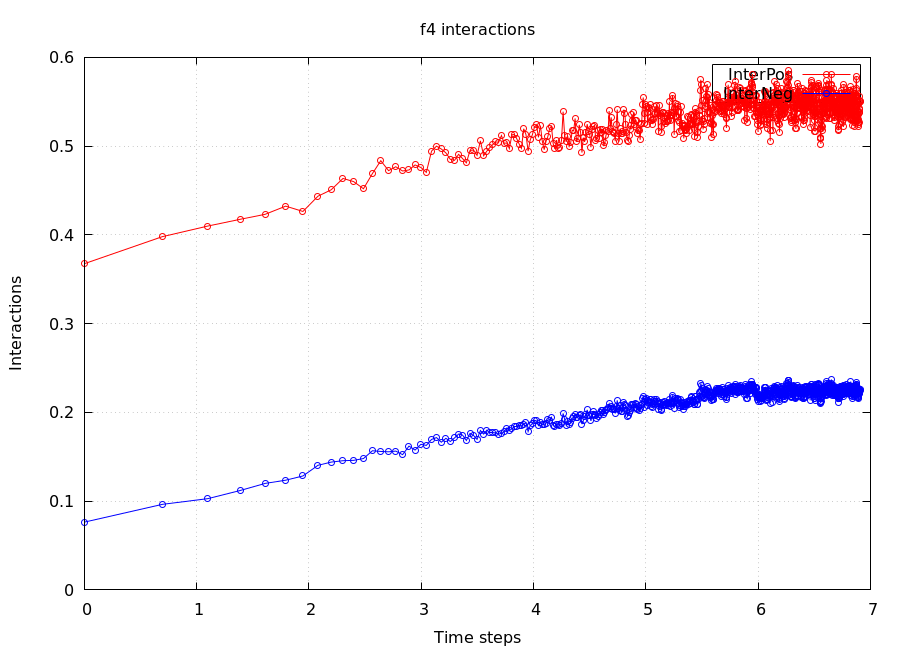 f4 interactions
InterPos
InterNeg
0.6
0.5
0.4
0.3
0.2
0.1
0
Interactions
0 1 2 3 4 5 6 7
Time steps